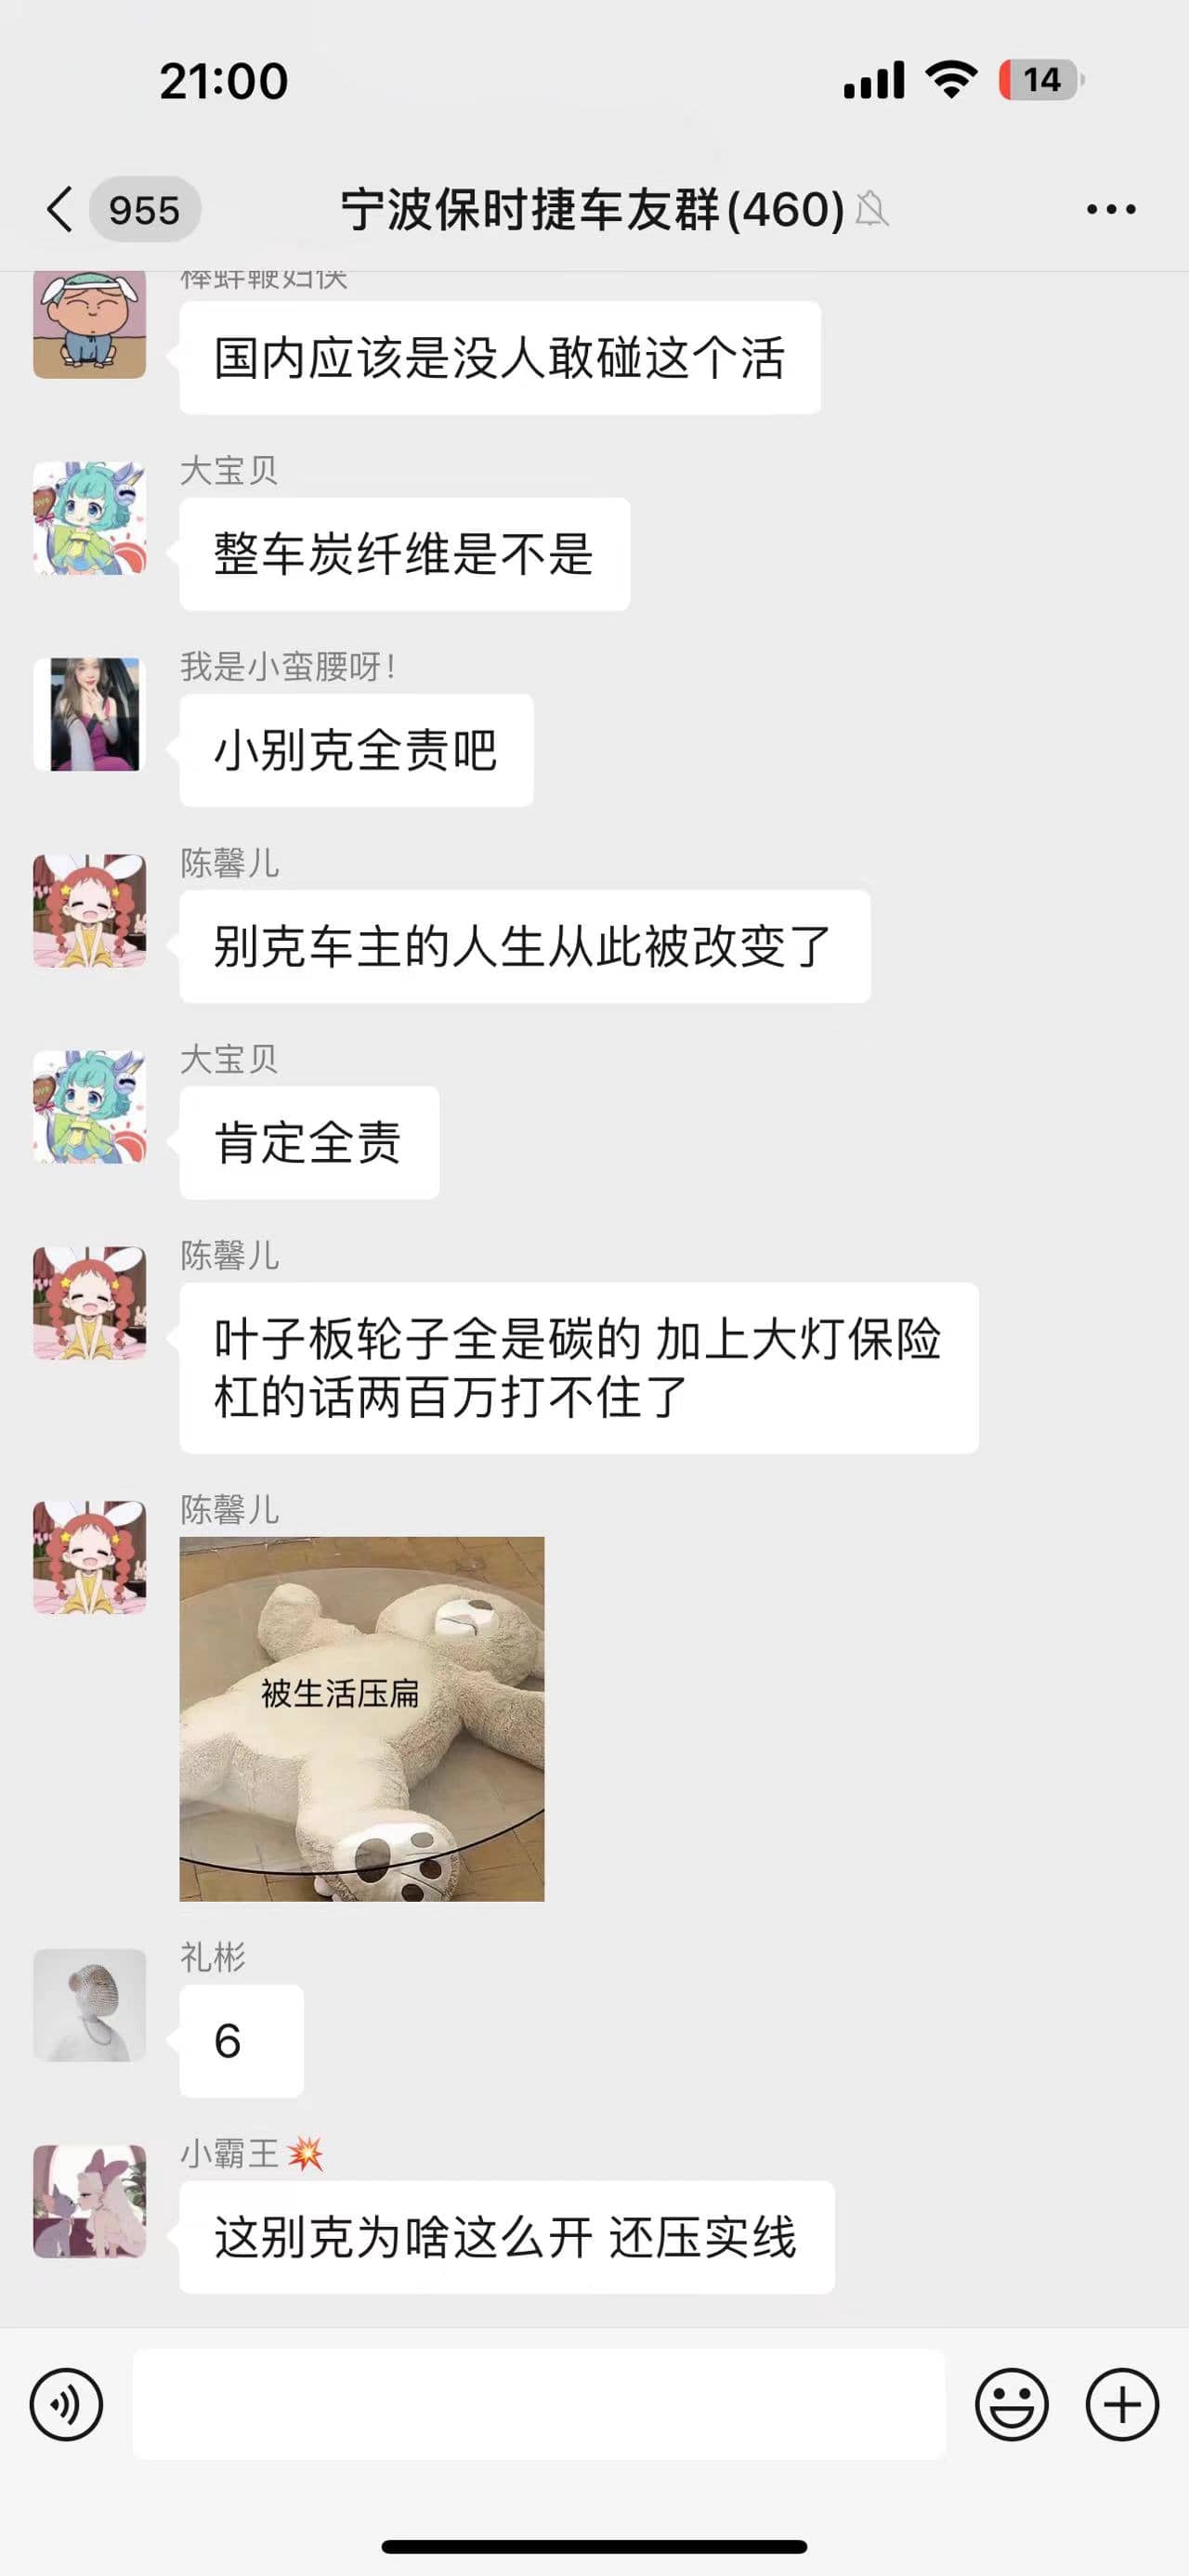 21:00
14
955
宁波保时捷车友群(460)
国内应该是没人敢碰这个活
大宝贝
整车炭纤维是不是
我是小蛮腰呀！
小别克全责吧
陈馨儿
别克车主的人生从此被改变了
大宝贝
肯定全责
陈馨儿
叶子板轮子全是碳的 加上大灯保险
杠的话两百万打不住了
陈馨儿
被生活压扁
礼彬
6
小霸王💥
这别克为啥这么开 还压实线